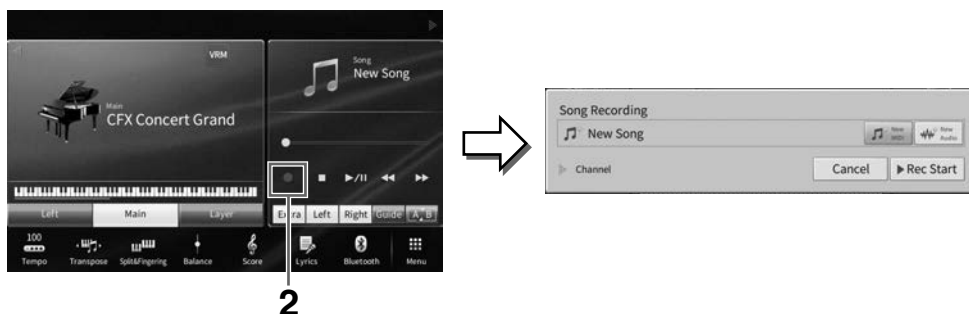 VRM
Main
CFX Concert Grand
Left
Main
Layer
Song
New Song
Extra
Left
Right
Guide
A B
100
Tempo
Transpose
Split&Fingering
Balance
Score
Lyrics
Bluetooth
Menu
2
Song Recording
New Song
New
MIDI
New
Audio
Channel
Cancel
Rec Start